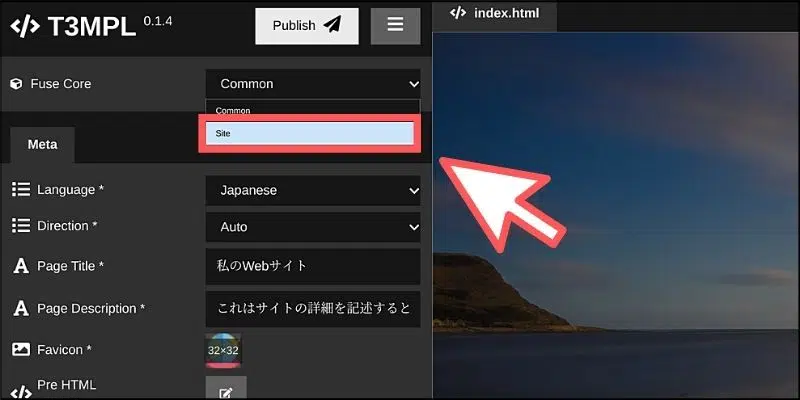 T3MPL 0.1.4
Publish
index.html
Fuse Core
Common
Common
Site
Meta
Language *
Japanese
Direction *
Auto
Page Title *
私のWebサイト
Page Description *
これはサイトの詳細を記述すると
Favicon *
32×32
Pre HTML